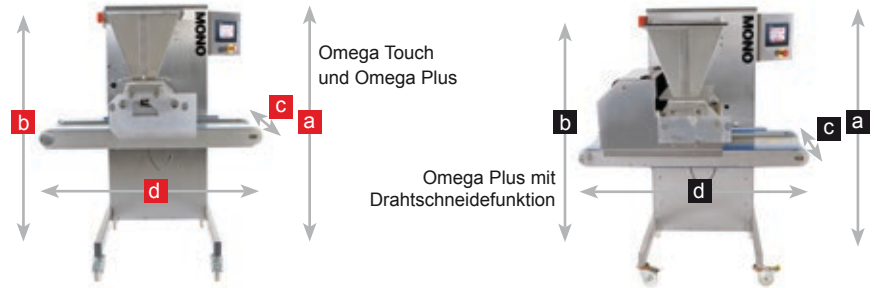 MONO
Omega Touch
und Omega Plus
b
c
a
d
MONO
Omega Plus mit
Drahtschneidefunktion
b
c
a
d